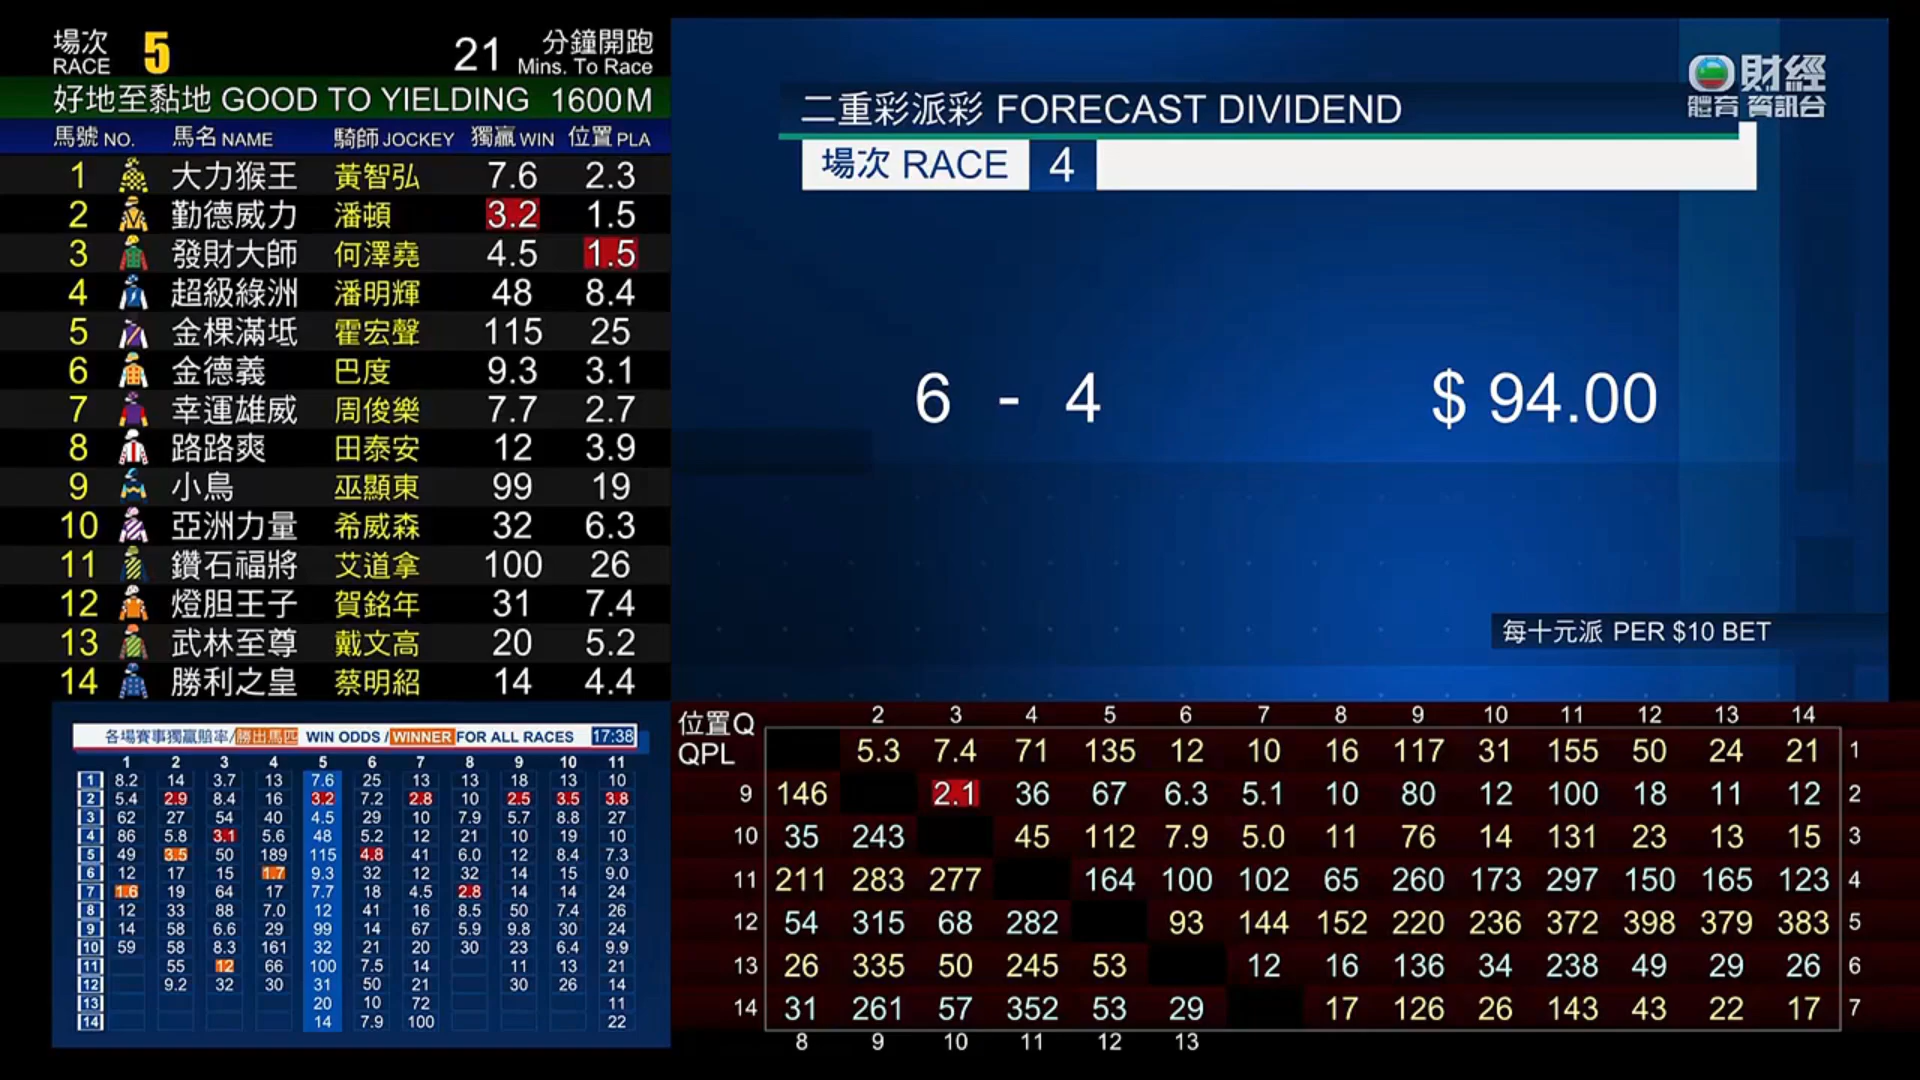 場次 RACE 5 21 分鐘開跑 Mins. To Race
好地至黏地 GOOD TO YIELDING 1600M
馬號 NO. 馬名 NAME 騎師 JOCKEY 獨贏 WIN 位置 PLA
1 大力猴王 黃智弘 7.6 2.3
2 勤德威力 潘頓 3.2 1.5
3 發財大師 何澤堯 4.5 1.5
4 超級綠洲 潘明輝 48 8.4
5 金棵滿坻 霍宏聲 115 25
6 金德義 巴度 9.3 3.1
7 幸運雄威 周俊樂 7.7 2.7
8 路路爽 田泰安 12 3.9
9 小鳥 巫顯東 99 19
10 亞洲力量 希威森 32 6.3
11 鑽石福將 艾道拿 100 26
12 燈胆王子 賀銘年 31 7.4
13 武林至尊 戴文高 20 5.2
14 勝利之皇 蔡明紹 14 4.4
財經
體育 資訊台
二重彩派彩 FORECAST DIVIDEND
場次 RACE 4
6 - 4 $ 94.00
每十元派 PER $10 BET
各場賽事獨贏賠率/勝出馬匹 WIN ODDS / WINNER FOR ALL RACES 17:38
1 2 3 4 5 6 7 8 9 10 11
1 8.2 14 3.7 13 7.6 25 13 13 18 13 10
2 5.4 2.9 8.4 16 3.2 7.2 2.8 10 2.5 3.5 3.8
3 62 27 54 40 4.5 29 10 7.9 5.7 8.8 27
4 86 5.8 3.1 5.6 48 5.2 12 21 10 19 10
5 49 3.5 50 189 115 4.8 41 6.0 12 8.4 7.3
6 12 17 15 1.7 9.3 32 12 32 14 15 9.0
7 1.6 19 64 17 7.7 18 4.5 2.8 14 14 24
8 12 33 88 7.0 12 41 16 8.5 50 7.4 26
9 14 58 6.6 29 99 14 67 5.9 9.8 30 24
10 59 58 8.3 161 32 21 20 30 23 6.4 9.9
11 55 12 66 100 7.5 14 11 13 21
12 9.2 32 30 31 50 21 30 26 14
13 20 10 72 11
14 14 7.9 100 22
位置Q QPL
2 3 4 5 6 7 8 9 10 11 12 13 14
5.3 7.4 71 135 12 10 16 117 31 155 50 24 21 1
9 146 2.1 36 67 6.3 5.1 10 80 12 100 18 11 12 2
10 35 243 45 112 7.9 5.0 11 76 14 131 23 13 15 3
11 211 283 277 164 100 102 65 260 173 297 150 165 123 4
12 54 315 68 282 93 144 152 220 236 372 398 379 383 5
13 26 335 50 245 53 12 16 136 34 238 49 29 26 6
14 31 261 57 352 53 29 17 126 26 143 43 22 17 7
8 9 10 11 12 13